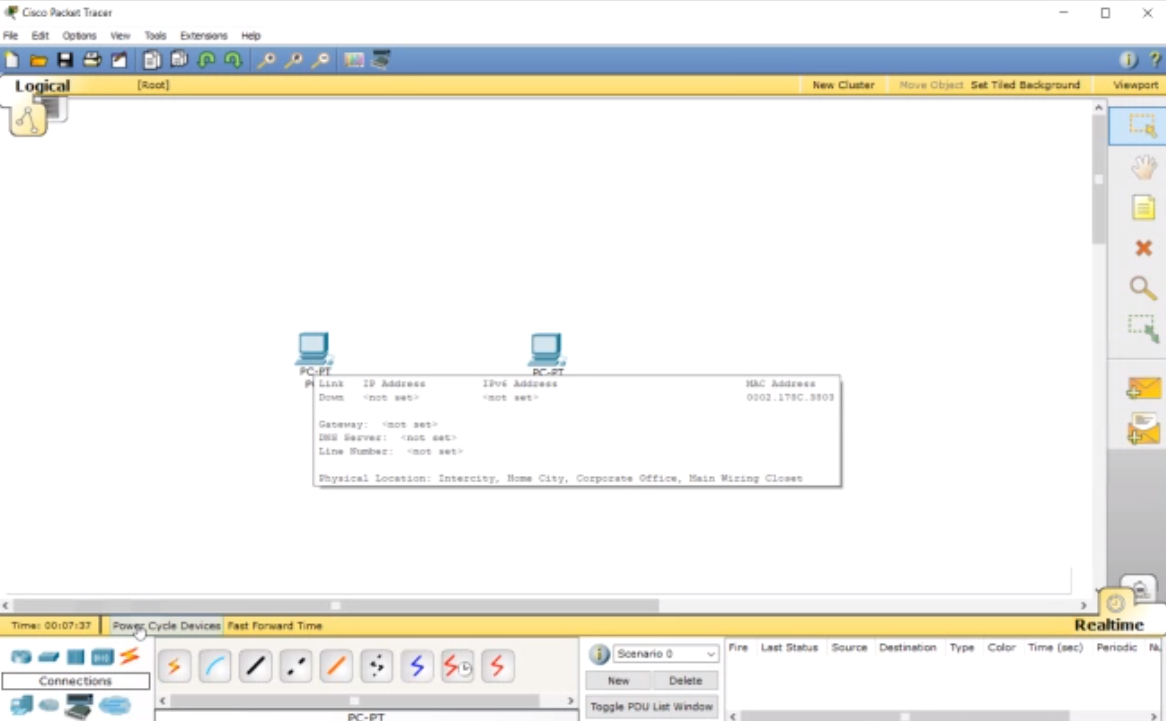 Cisco Packet Tracer
File Edit Options View Tools Extensions Help
Logical [Root] New Cluster Move Object Set Tiled Background Viewport
PC-PT PC-PT
Link IP Address IPv6 Address MAC Address
Down <not set> <not set> 0002.178C.3803
Gateway: <not set>
DNS Server: <not set>
Line Number: <not set>
Physical Location: Intercity, Home City, Corporate Office, Main Wiring Closet
Time: 00:07:37 Power Cycle Devices Fast Forward Time Realtime
Scenario 0 Fire Last Status Source Destination Type Color Time (sec) Periodic
Connections New Delete
Toggle PDU List Window
PC-PT